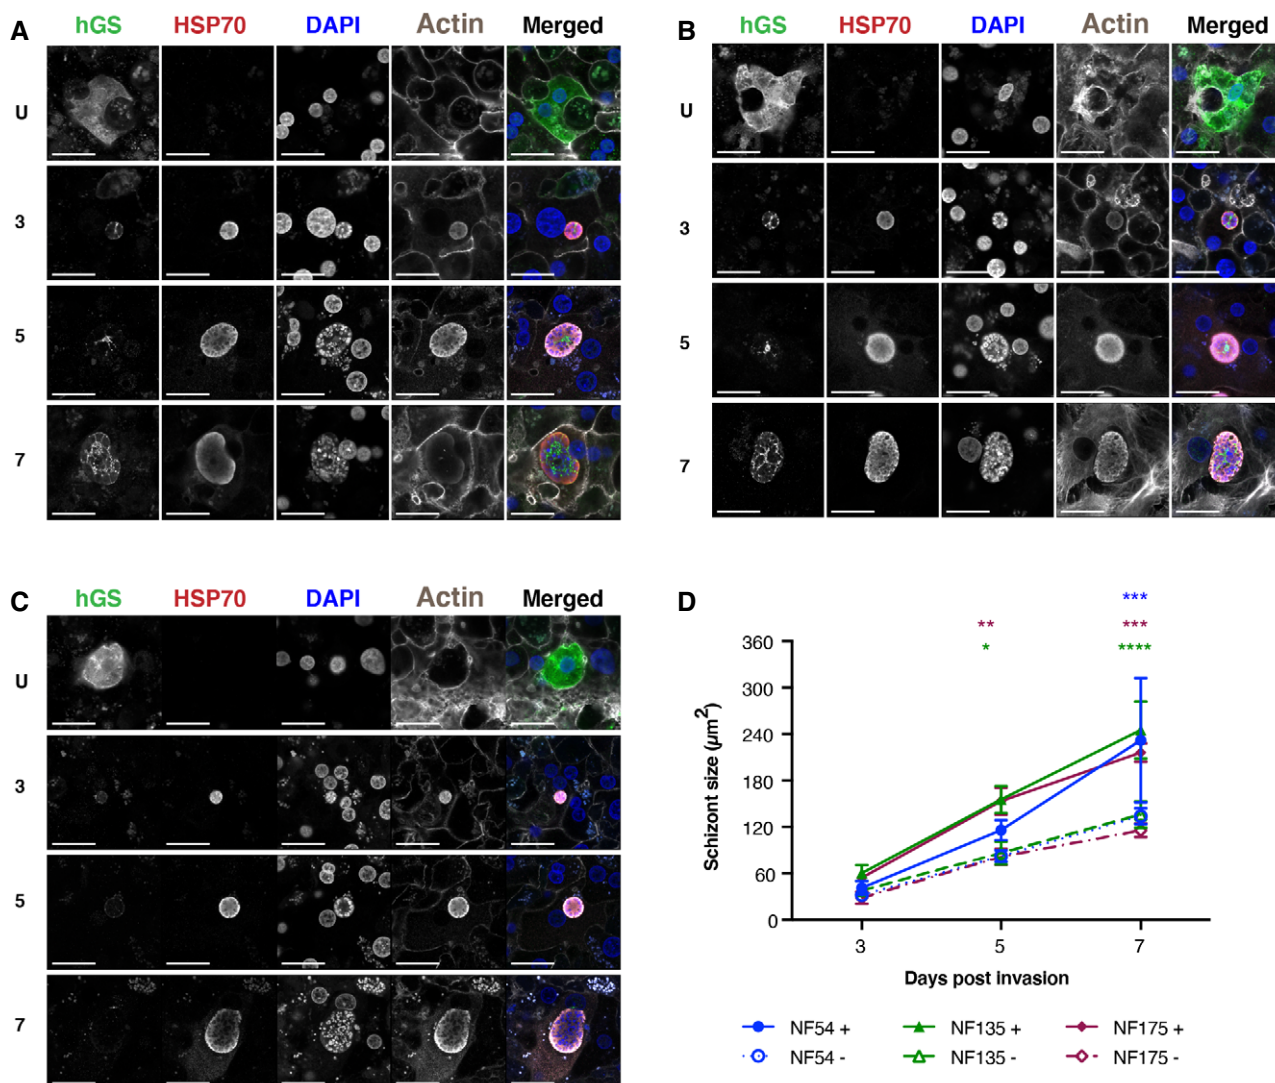 A
hGS HSP70 DAPI Actin Merged
U
3
5
7
B
hGS HSP70 DAPI Actin Merged
U
3
5
7
C
hGS HSP70 DAPI Actin Merged
U
3
5
7
D
***
** ***
* ****
360
300
240
180
120
60
0
Schizont size (µm²)
3 5 7
Days post invasion
NF54 + NF135 + NF175 +
NF54 - NF135 - NF175 -